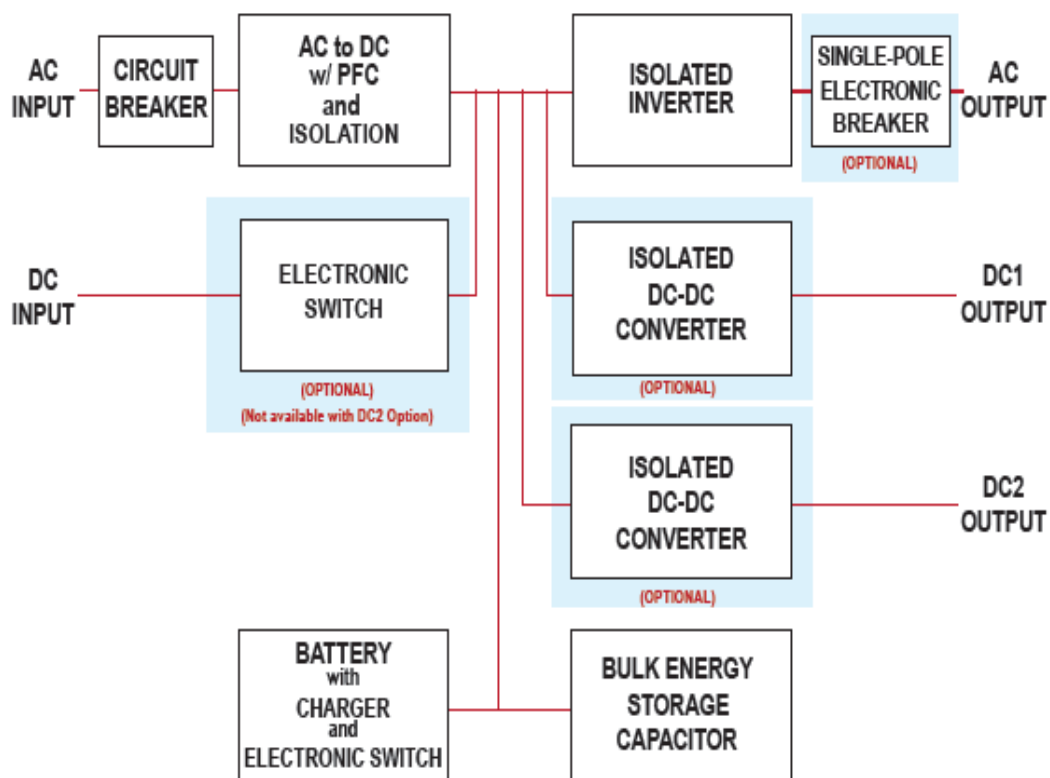 AC
INPUT
CIRCUIT
BREAKER
AC to DC
w/ PFC
and
ISOLATION
ISOLATED
INVERTER
SINGLE-POLE
ELECTRONIC
BREAKER
(OPTIONAL)
AC
OUTPUT
DC
INPUT
ELECTRONIC
SWITCH
(OPTIONAL)
(Not available with DC2 Option)
ISOLATED
DC-DC
CONVERTER
(OPTIONAL)
DC1
OUTPUT
ISOLATED
DC-DC
CONVERTER
(OPTIONAL)
DC2
OUTPUT
BATTERY
with
CHARGER
and
ELECTRONIC SWITCH
BULK ENERGY
STORAGE
CAPACITOR